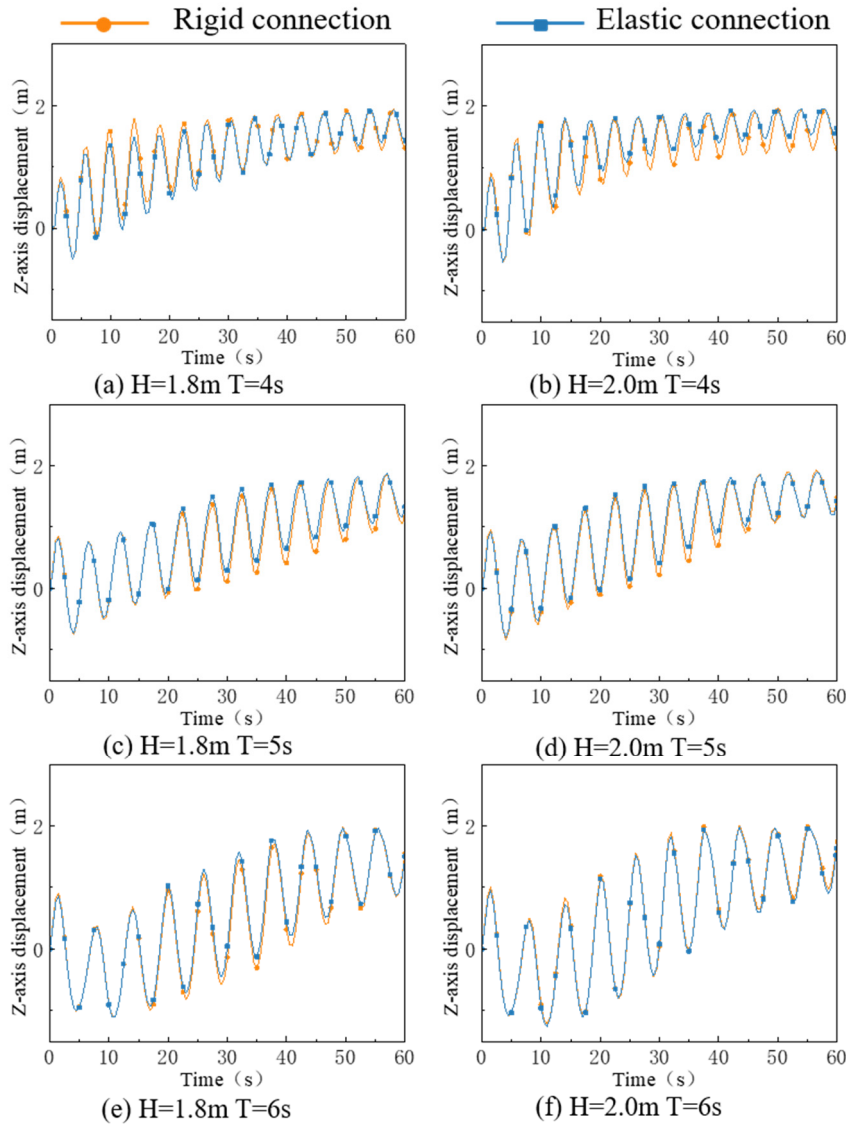 Rigid connection Elastic connection
Z-axis displacement (m)
2
0
0 10 20 30 40 50 60
Time (s)
(a) H=1.8m T=4s
Z-axis displacement (m)
2
0
0 10 20 30 40 50 60
Time (s)
(b) H=2.0m T=4s
Z-axis displacement (m)
2
0
0 10 20 30 40 50 60
Time (s)
(c) H=1.8m T=5s
Z-axis displacement (m)
2
0
0 10 20 30 40 50 60
Time (s)
(d) H=2.0m T=5s
Z-axis displacement (m)
2
0
0 10 20 30 40 50 60
Time (s)
(e) H=1.8m T=6s
Z-axis displacement (m)
2
0
0 10 20 30 40 50 60
Time (s)
(f) H=2.0m T=6s